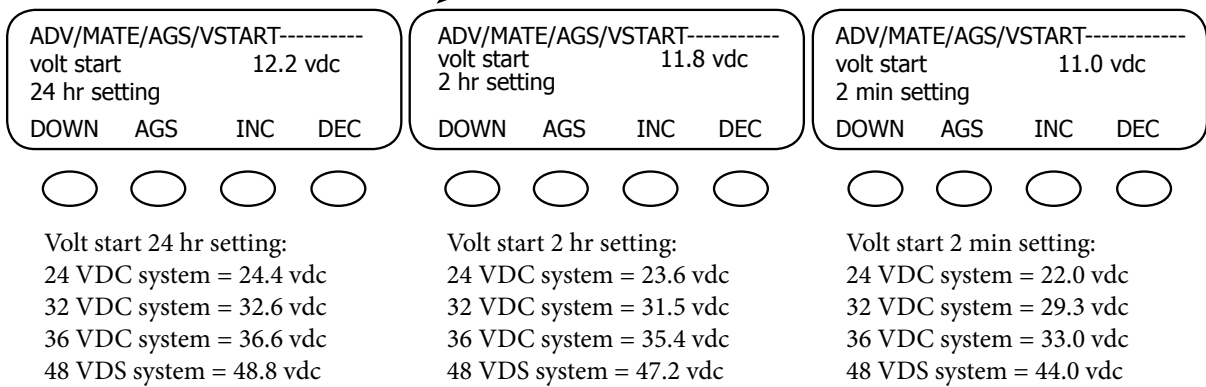 ADV/MATE/AGS/VSTART----------
volt start 12.2 vdc
24 hr setting
DOWN AGS INC DEC
Volt start 24 hr setting:
24 VDC system = 24.4 vdc
32 VDC system = 32.6 vdc
36 VDC system = 36.6 vdc
48 VDS system = 48.8 vdc
ADV/MATE/AGS/VSTART-----------
volt start 11.8 vdc
2 hr setting
DOWN AGS INC DEC
Volt start 2 hr setting:
24 VDC system = 23.6 vdc
32 VDC system = 31.5 vdc
36 VDC system = 35.4 vdc
48 VDS system = 47.2 vdc
ADV/MATE/AGS/VSTART------------
volt start 11.0 vdc
2 min setting
DOWN AGS INC DEC
Volt start 2 min setting:
24 VDC system = 22.0 vdc
32 VDC system = 29.3 vdc
36 VDC system = 33.0 vdc
48 VDS system = 44.0 vdc